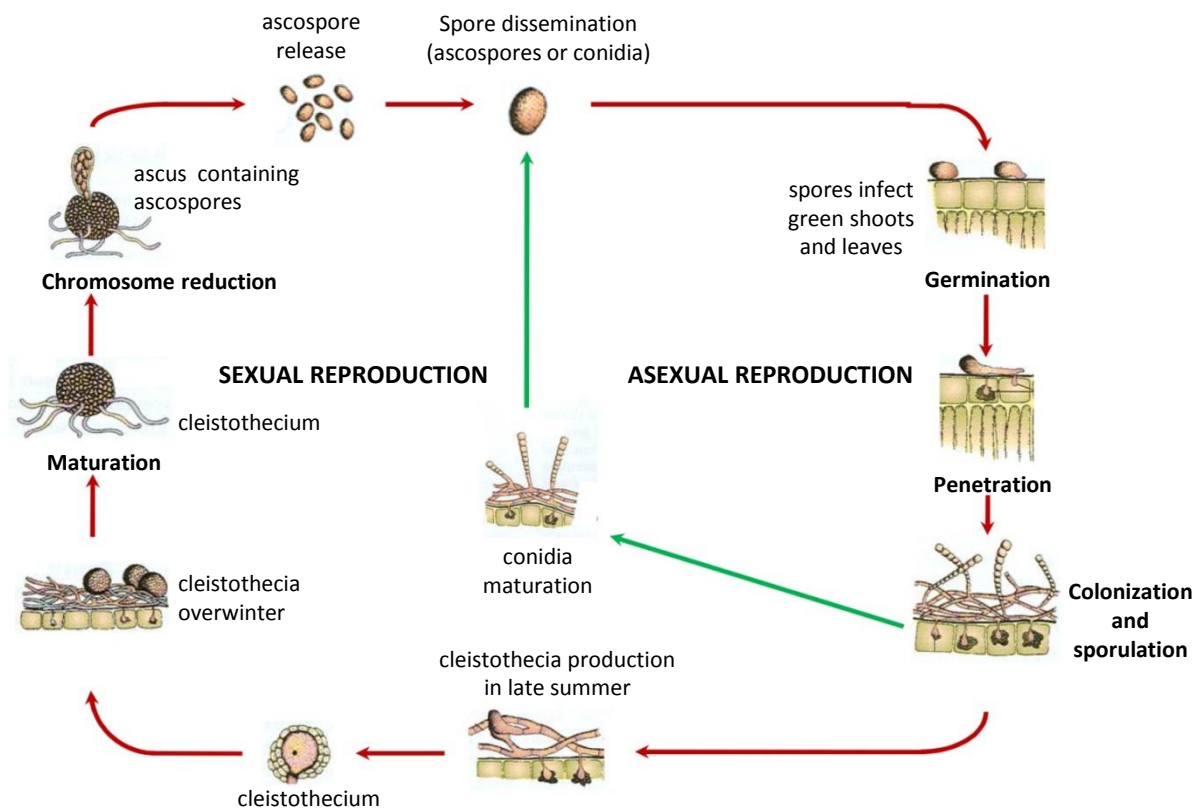 ascospore
release
Spore dissemination
(ascospores or conidia)
ascus containing
ascospores
Chromosome reduction
spores infect
green shoots
and leaves
Germination
SEXUAL REPRODUCTION
ASEXUAL REPRODUCTION
cleistothecium
Maturation
Penetration
conidia
maturation
cleistothecia
overwinter
Colonization
and
sporulation
cleistothecia production
in late summer
cleistothecium